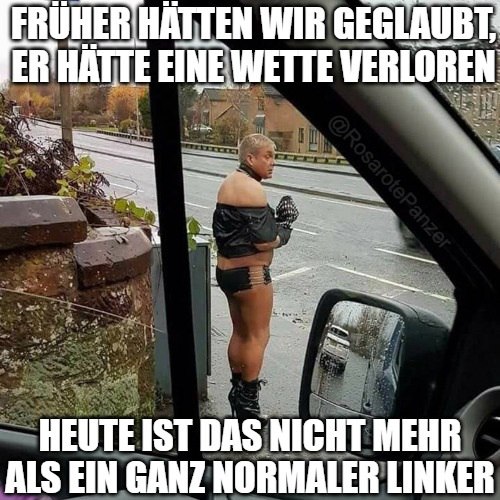 FRÜHER HÄTTEN WIR GEGLAUBT,
ER HÄTTE EINE WETTE VERLOREN
@RosarotePanzer
HEUTE IST DAS NICHT MEHR
ALS EIN GANZ NORMALER LINKER